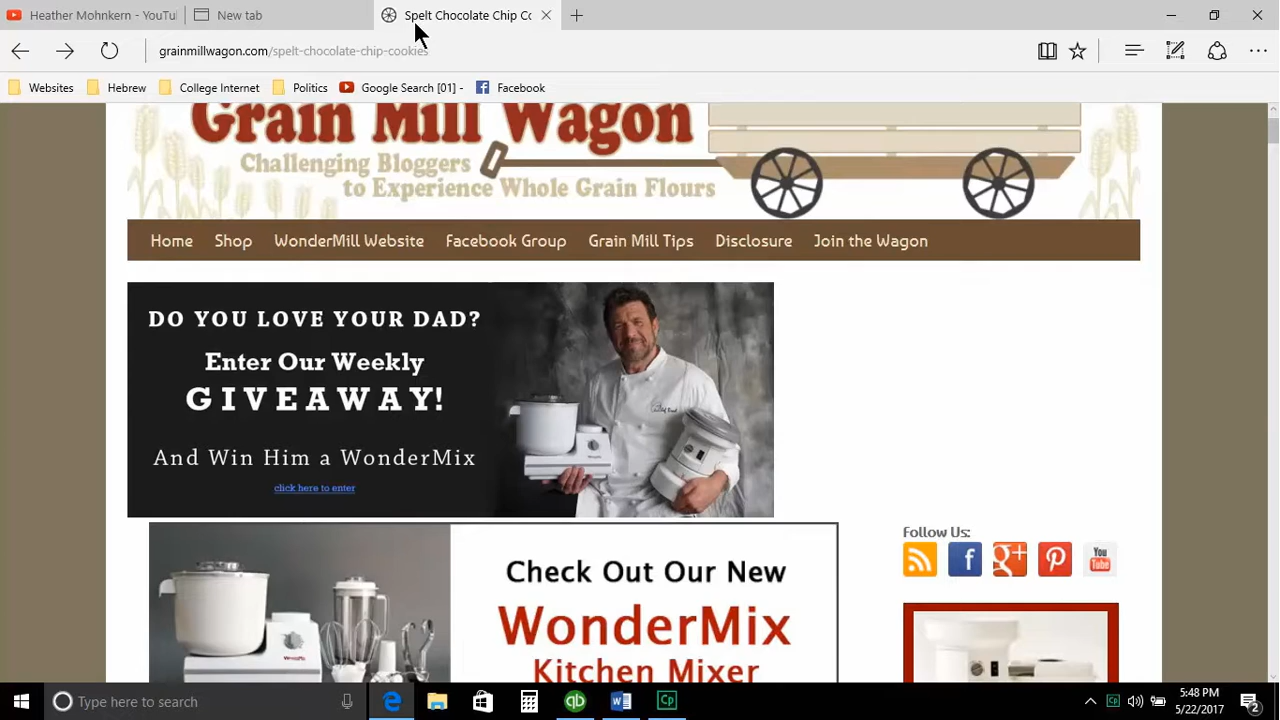 Heather Mohnkern - YouTu
New tab
Spelt Chocolate Chip Co
grainmillwagon.com/spelt-chocolate-chip-cookies
Websites
Hebrew
College Internet
Politics
Google Search [01] -
Facebook
Grain Mill Wagon
Challenging Bloggers
to Experience Whole Grain Flours
Home Shop WonderMill Website Facebook Group Grain Mill Tips Disclosure Join the Wagon
DO YOU LOVE YOUR DAD?
Enter Our Weekly
GIVEAWAY!
And Win Him a WonderMix
click here to enter
Follow Us:
You
Tube
Check Out Our New
WonderMix
Kitchen Mixer
Type here to search
5:48 PM
5/22/2017
2